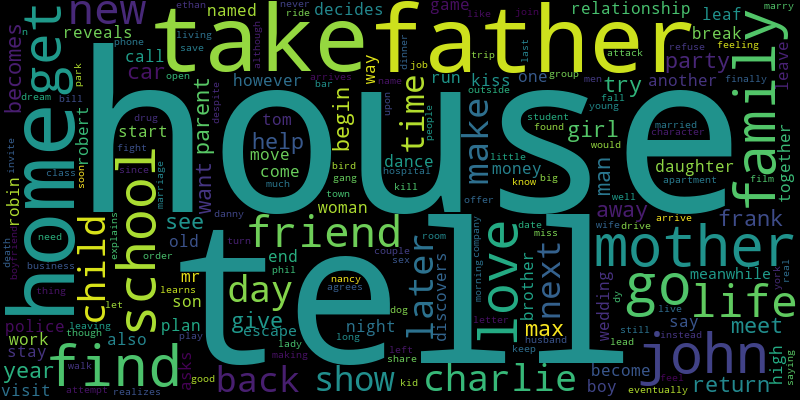 house
tell
take
father
home
get
new
school
find
friend
mother
family
go
life
john
love
day
child
back
show
charlie
make
later
next
time
becomes
named
decides
game
relationship
leaf
reveals
car
call
however
parent
begin
way
run
kiss
one
party
another
break
leave
try
girl
daughter
man
money
together
away
frank
meanwhile
meet
say
wedding
brother
discovers
max
boy
become
return
high
dance
help
want
move
come
woman
tom
robert
start
robin
see
old
mr
son
end
give
escape
plan
night
also
police
work
stay
year
visit
asks
ethan
phone
living
save
although
arrives
never
ride
like
join
dinner
job
trip
attack
refuse
feeling
marry
bar
name
despite
upon
drug
outside
last
group
men
young
fall
finally
park
open
dream
bill
fight
since
class
soon
invite
marriage
bird
gang
town
hospital
kill
people
student
found
would
little
know
big
offer
married
character
film
apartment
well
arrive
danny
much
death
boyfriend
need
explains
business
order
thing
let
leaving
though
learns
phil
turn
couple
sex
room
lady
nancy
agrees
dog
long
play
making
left
share
kid
good
walk
attempt
realizes
date
miss
company
morning
letter
keep
husband
wife
drive
still
lead
live
instead
feel
real
york
saying
eventually
dy